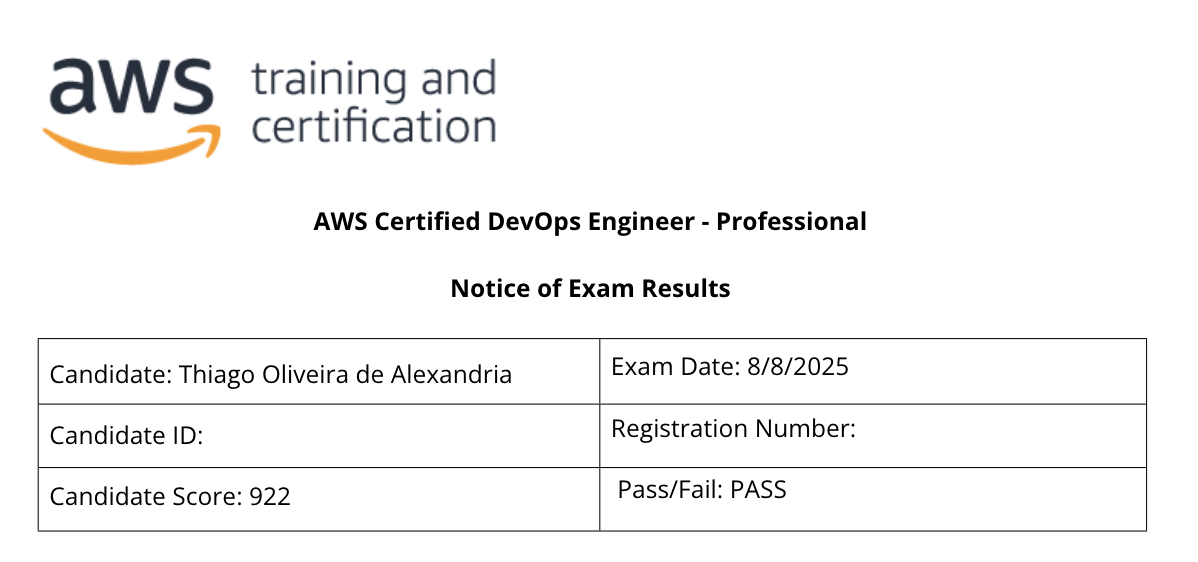 aws training and
certification
AWS Certified DevOps Engineer - Professional
Notice of Exam Results
Candidate: Thiago Oliveira de Alexandria
Exam Date: 8/8/2025
Candidate ID:
Registration Number:
Candidate Score: 922
Pass/Fail: PASS